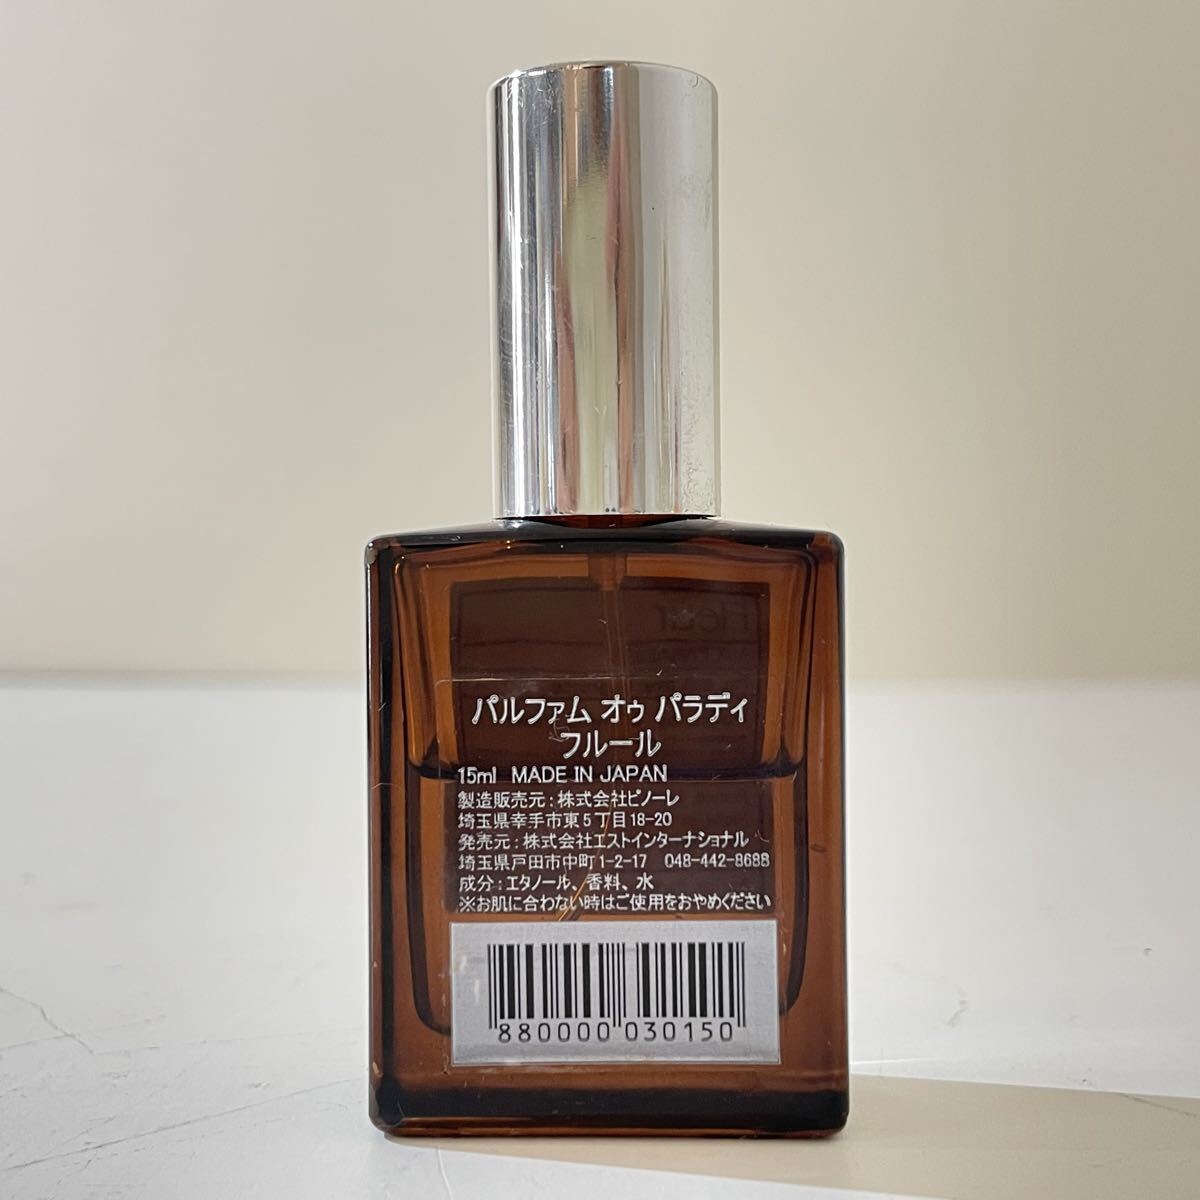 Fleur
パルファム オゥ パラディ
フルール
15ml MADE IN JAPAN
製造販売元:株式会社ピノーレ
埼玉県幸手市東5丁目18-20
発売元:株式会社エストインターナショナル
埼玉県戸田市中町1-2-17 048-442-8688
成分:エタノール、香料、水
※お肌に合わない時はご使用をおやめください
880000 030150